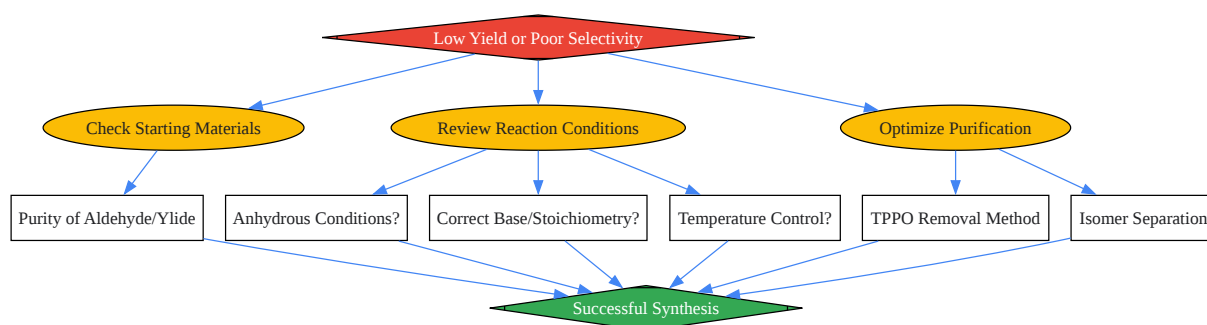 Low Yield or Poor Selectivity
Check Starting Materials
Review Reaction Conditions
Optimize Purification
Purity of Aldehyde/Ylide
Anhydrous Conditions?
Correct Base/Stoichiometry?
Temperature Control?
TPPO Removal Method
Isomer Separation
Successful Synthesis